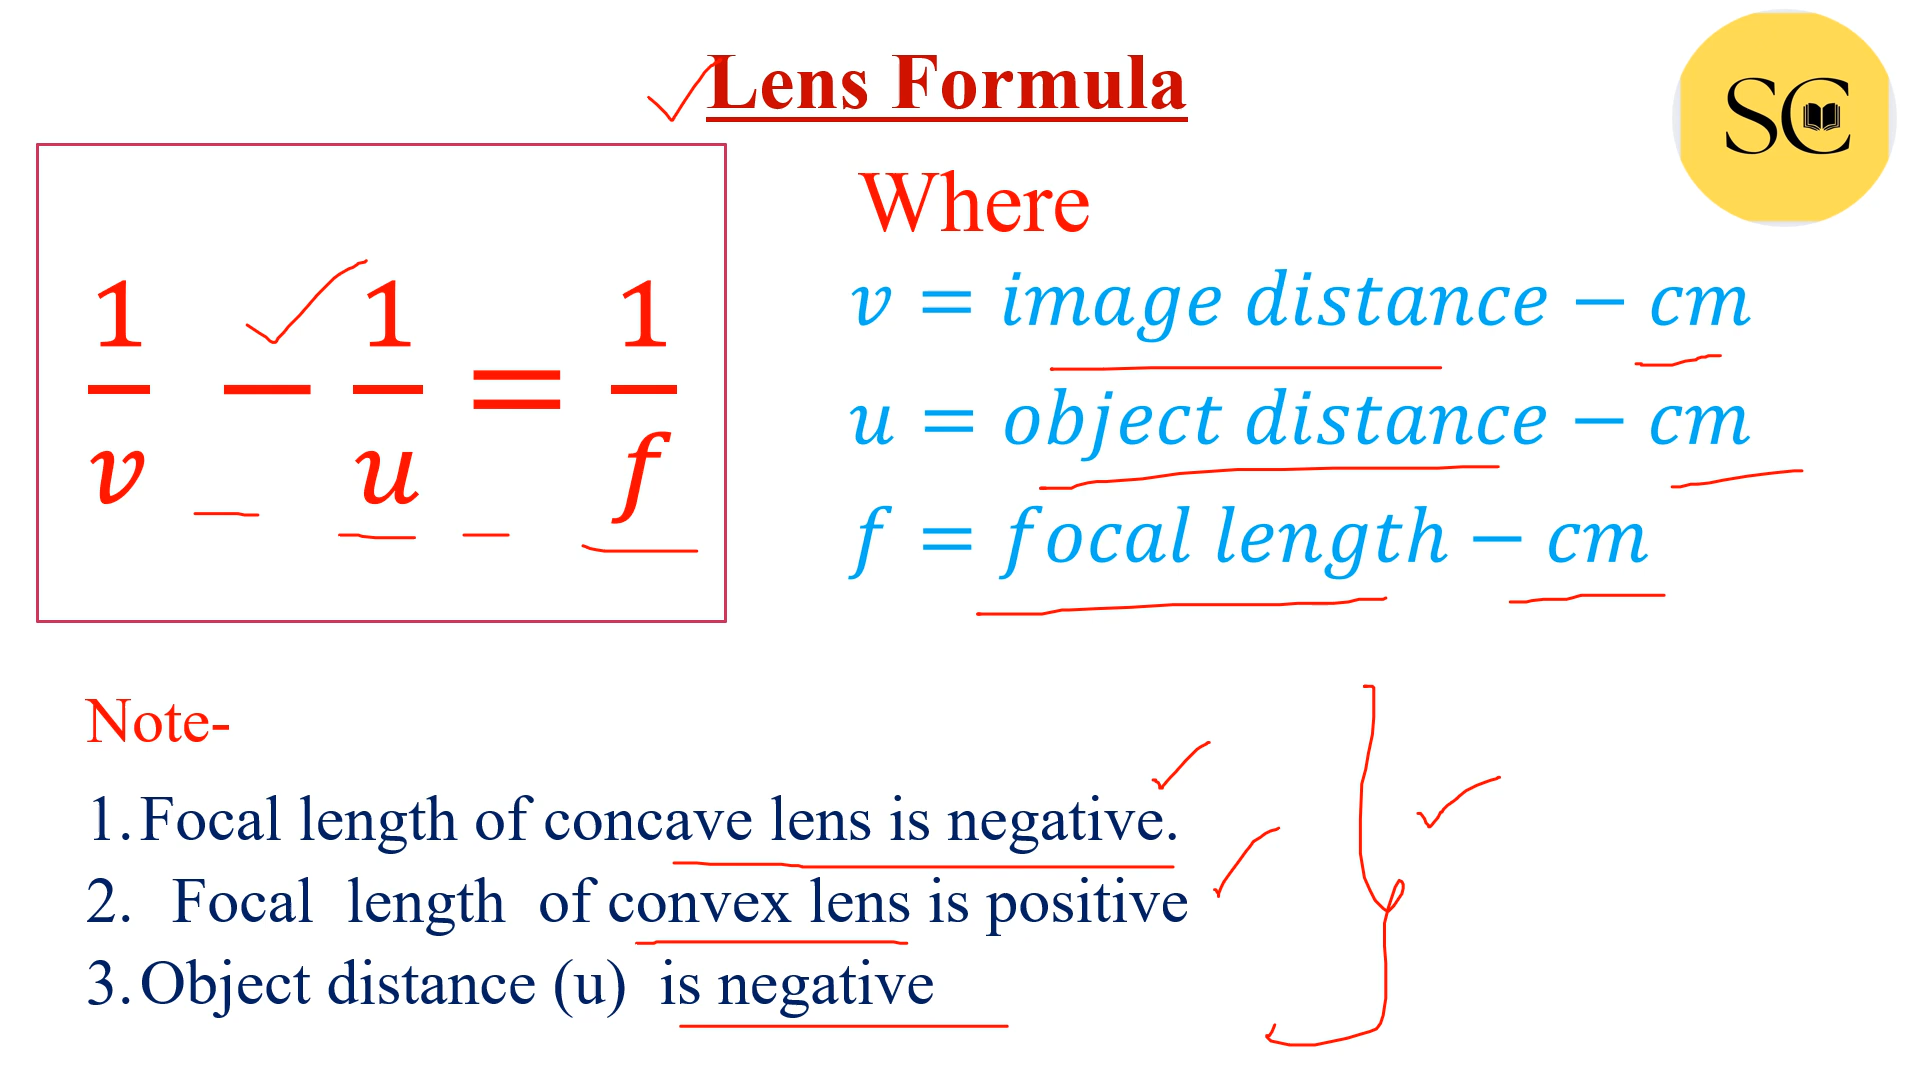 Lens Formula
SC
1/v − 1/u = 1/f
Where
v = image distance − cm
u = object distance − cm
f = focal length − cm
Note-
1. Focal length of concave lens is negative.
2. Focal length of convex lens is positive
3. Object distance (u) is negative